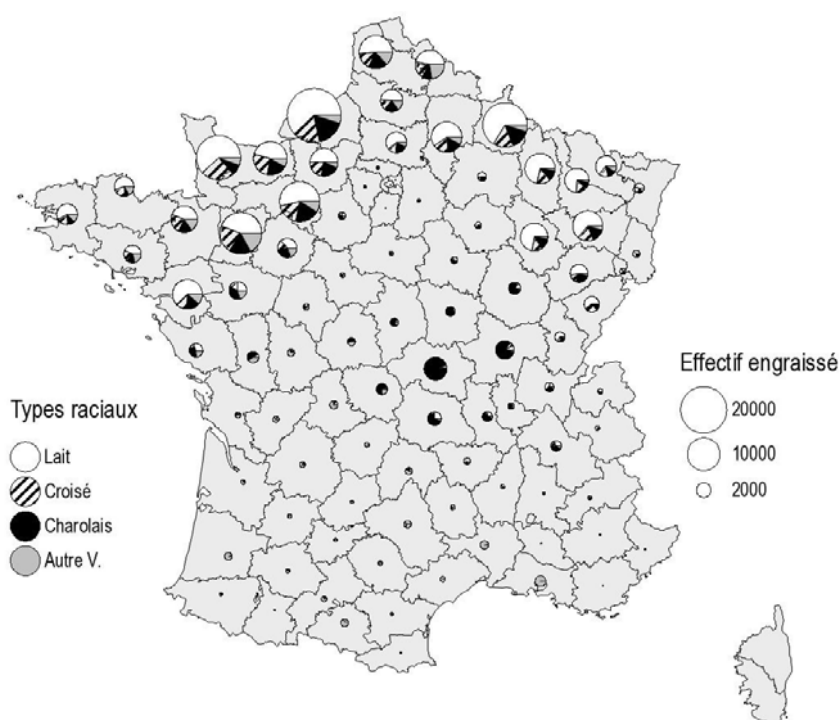 Types raciaux
Lait
Croisé
Charolais
Autre V.
Effectif engraissé
20000
10000
2000